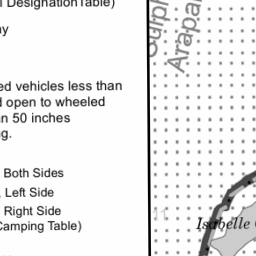 DesignationTable)
ed vehicles less than
d open to wheeled
n 50 inches
g.
Both Sides
, Left Side
, Right Side
Camping Table)
Sulph
Arapa
11
Isabelle